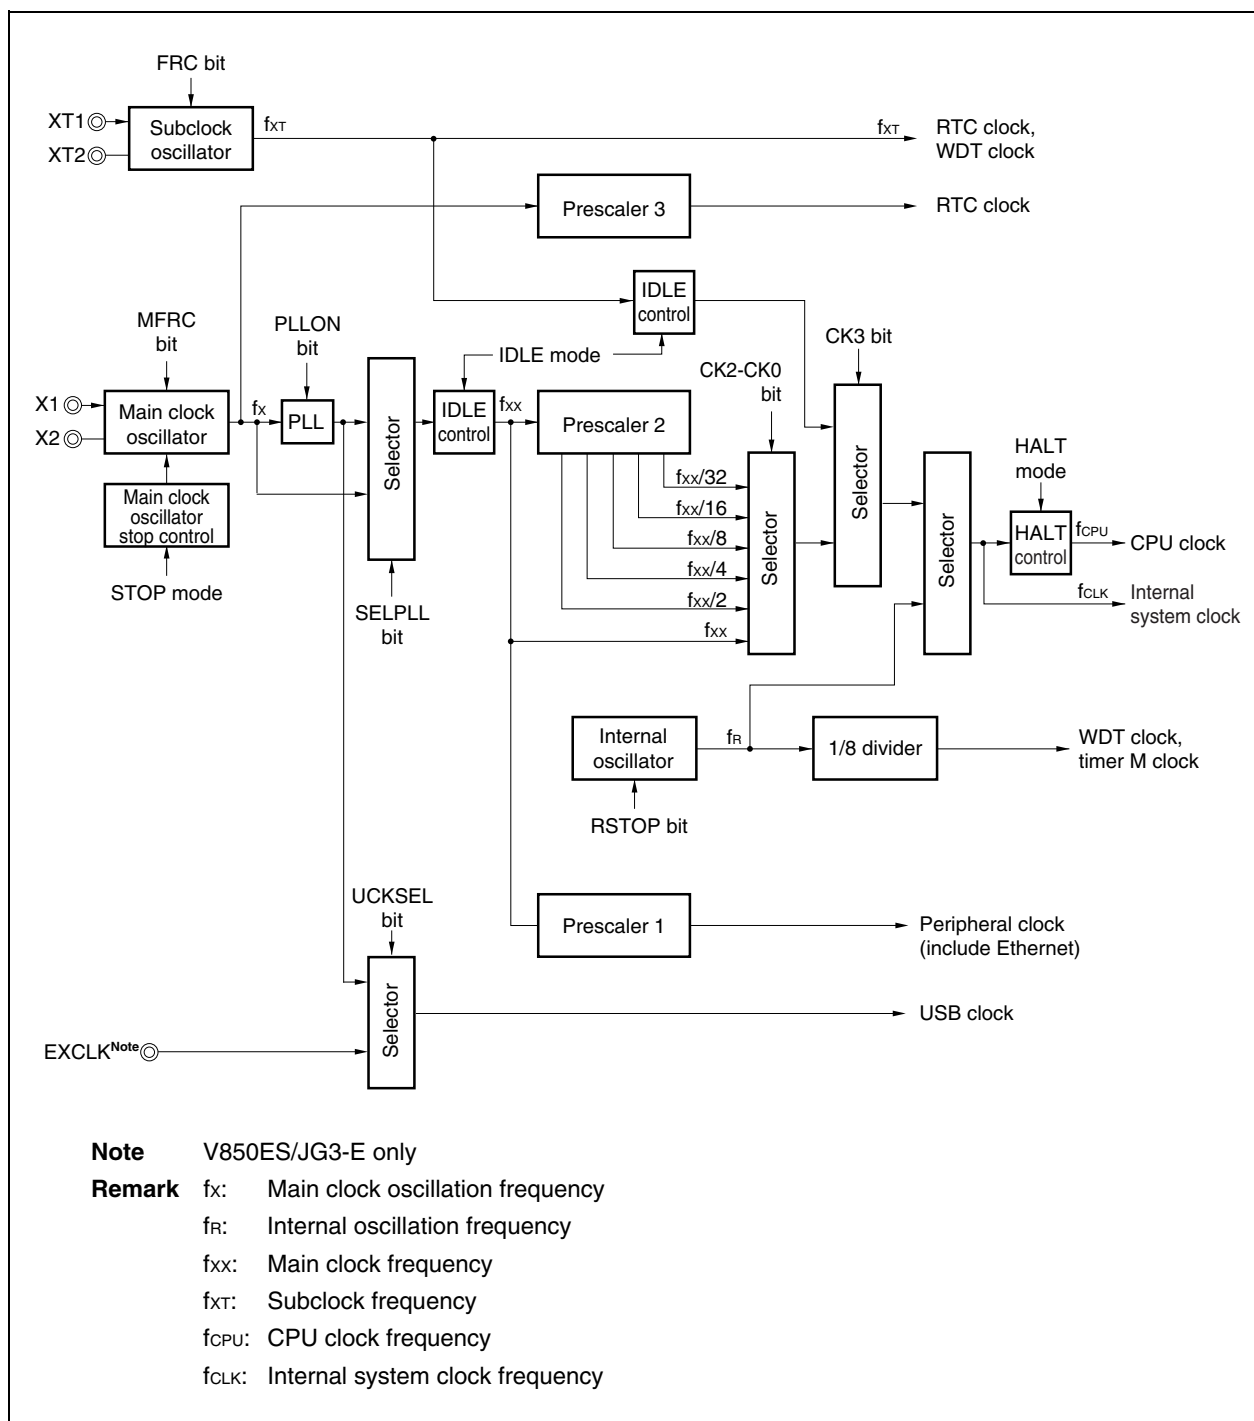 FRC bit
XT1
XT2
Subclock
oscillator
fXT
fXT
RTC clock,
WDT clock
Prescaler 3
RTC clock
IDLE
control
MFRC
bit
PLLON
bit
IDLE mode
CK3 bit
CK2-CK0
bit
X1
X2
Main clock
oscillator
fX
PLL
Selector
IDLE
control
fXX
Prescaler 2
fXX/32
fXX/16
fXX/8
fXX/4
fXX/2
fXX
Selector
Selector
Selector
HALT
mode
HALT
control
fCPU
CPU clock
fCLK
Internal
system clock
Main clock
oscillator
stop control
STOP mode
SELPLL
bit
Internal
oscillator
fR
1/8 divider
WDT clock,
timer M clock
RSTOP bit
UCKSEL
bit
Prescaler 1
Peripheral clock
(include Ethernet)
Selector
USB clock
EXCLKNote
Note V850ES/JG3-E only
Remark fX: Main clock oscillation frequency
fR: Internal oscillation frequency
fXX: Main clock frequency
fXT: Subclock frequency
fCPU: CPU clock frequency
fCLK: Internal system clock frequency